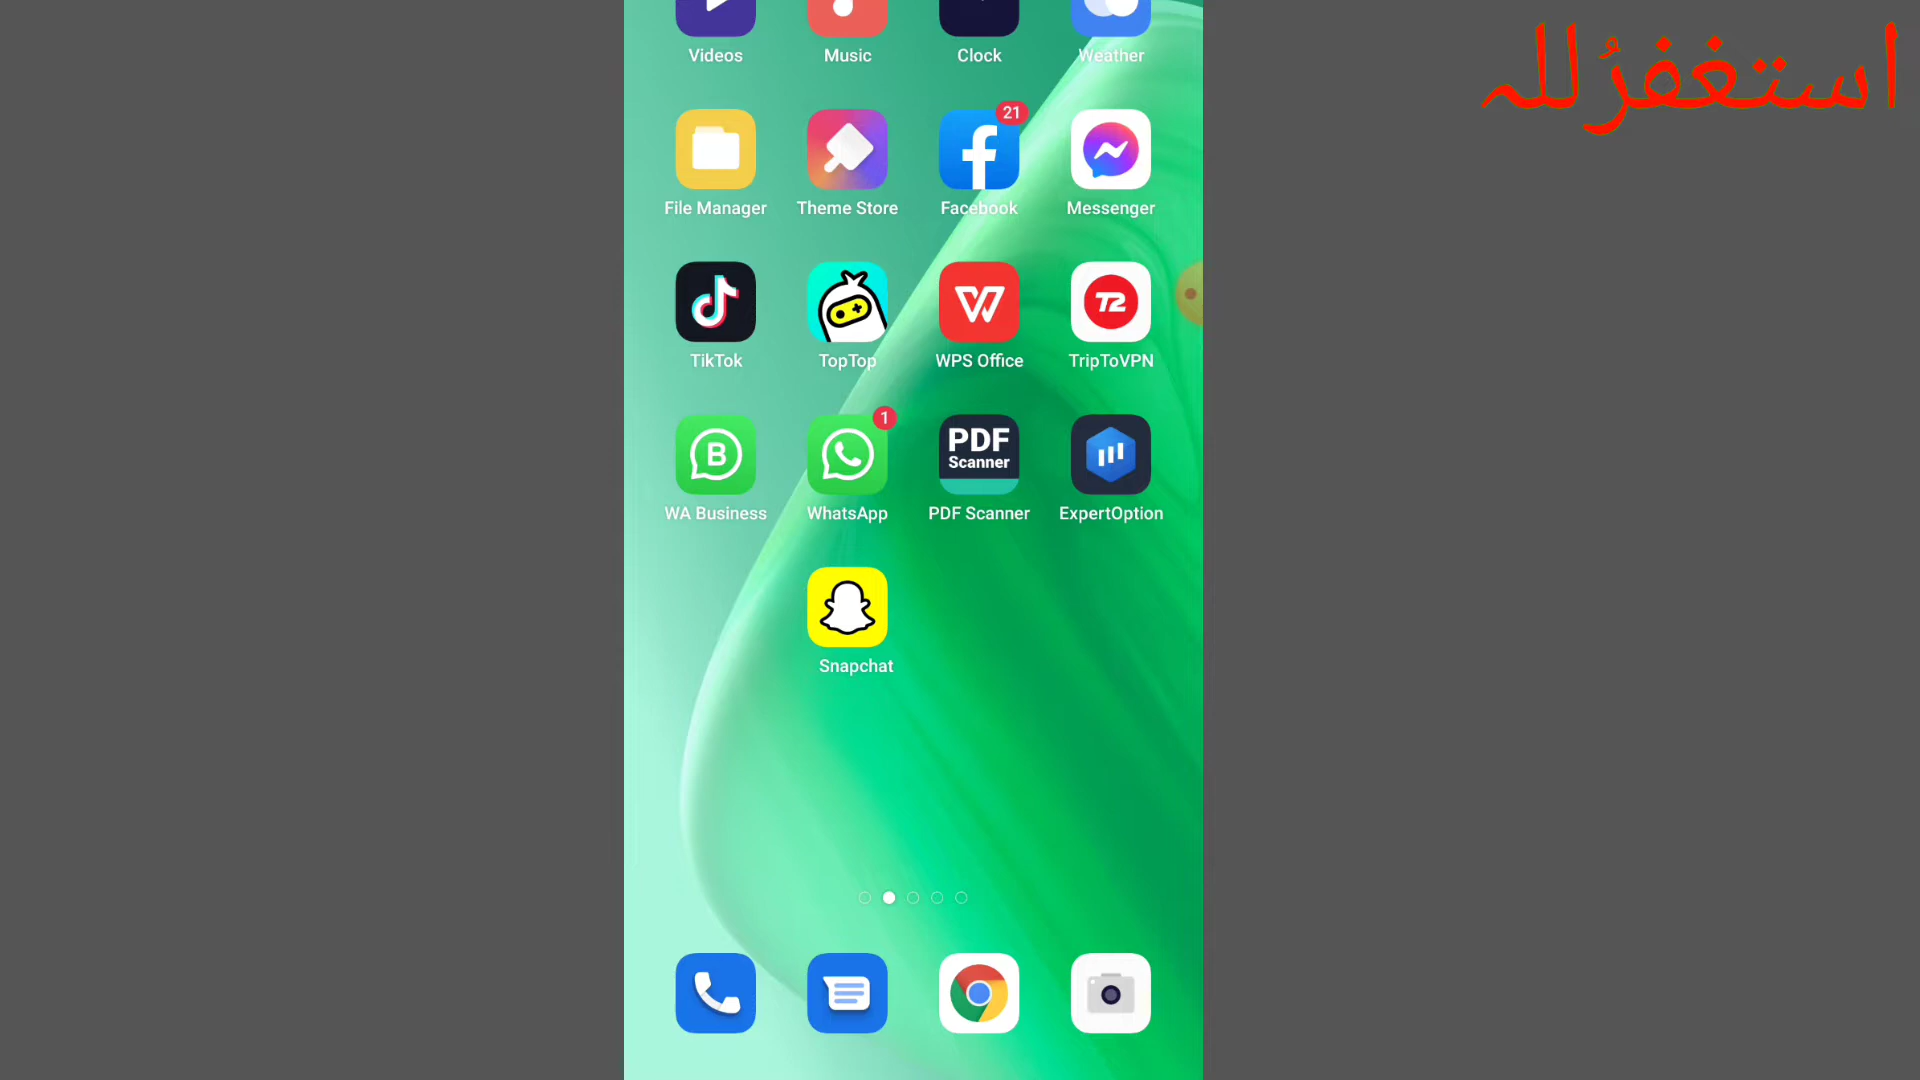 استغفرُللہ
Videos Music Clock Weather
21
File Manager Theme Store Facebook Messenger
TikTok TopTop WPS Office TripToVPN
1
PDF
Scanner
WA Business WhatsApp PDF Scanner ExpertOption
Snapchat